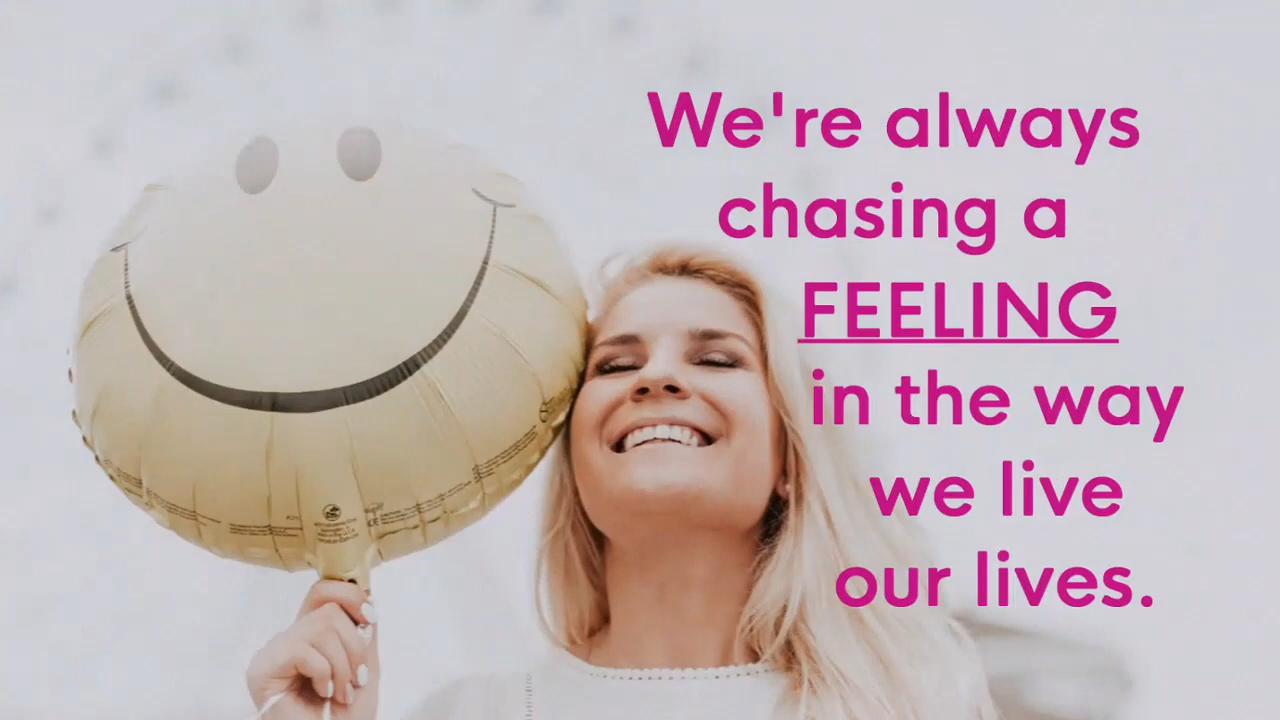 We're always
chasing a
FEELING
in the way
we live
our lives.